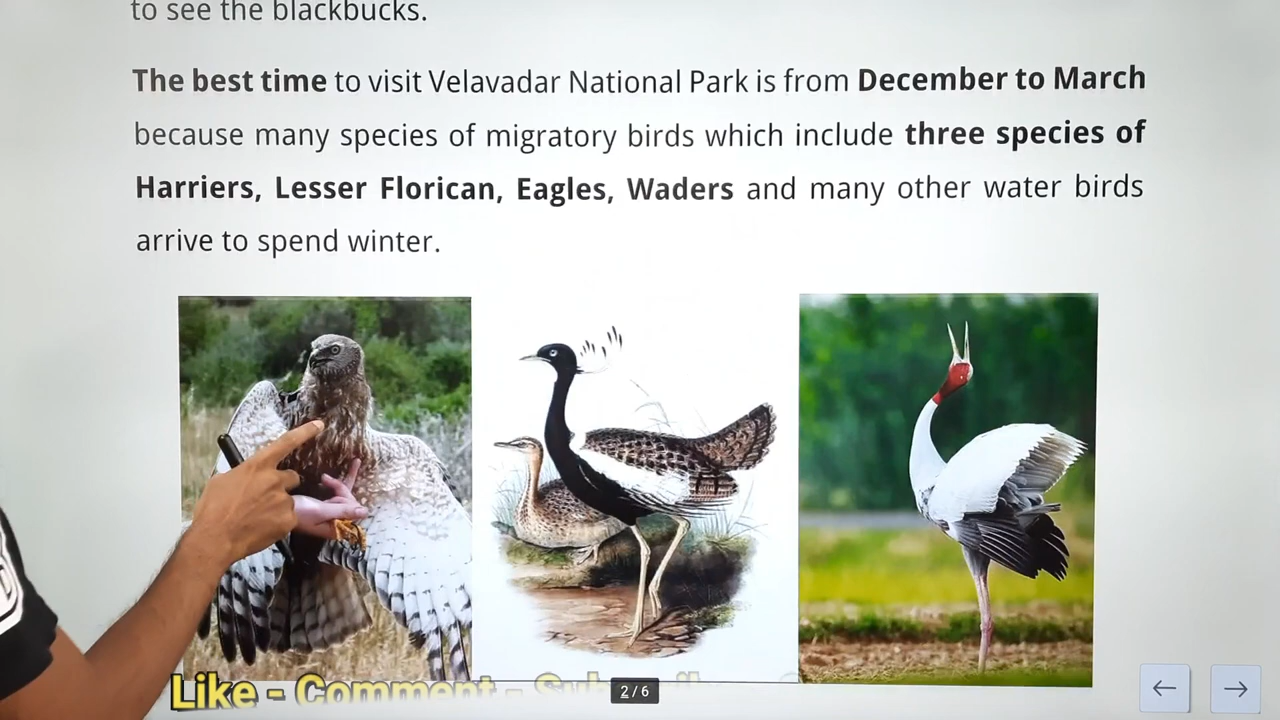 to see the blackbucks.
The best time to visit Velavadar National Park is from December to March
because many species of migratory birds which include three species of
Harriers, Lesser Florican, Eagles, Waders and many other water birds
arrive to spend winter.
Like - Comment -
2 / 6